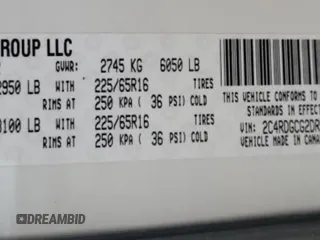 GROUP LLC
GVWR: 2745 KG 6050 LB
2950 LB WITH 225/65R16 TIRES
RIMS AT 250 KPA ( 36 PSI) COLD
3100 LB WITH 225/65R16 TIRES
RIMS AT 250 KPA ( 36 PSI) COLD
THIS VEHICLE CONFORMS TO
STANDARDS IN EFFECT
VIN: 2C4RDGCG2DR
VEHICLE MADE IN CANA
DREAMBID